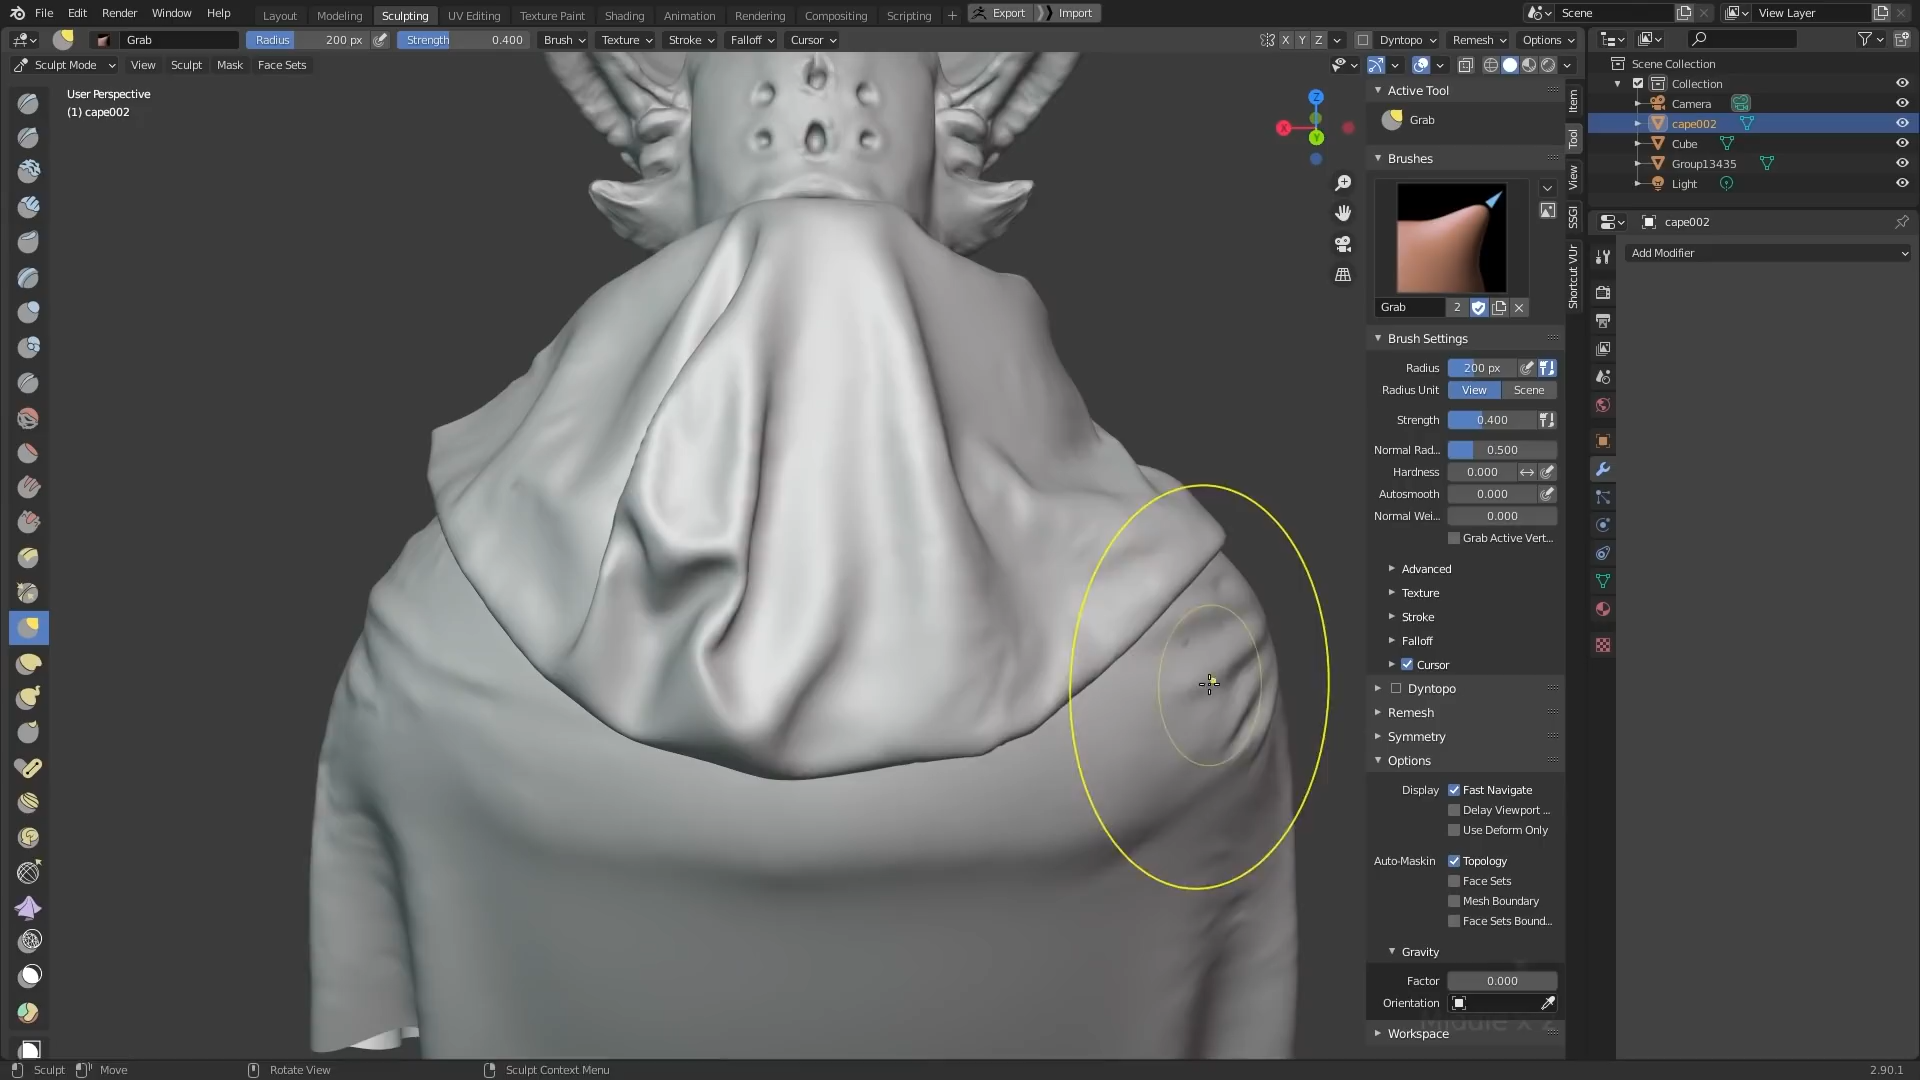 File Edit Render Window Help Layout Modeling Sculpting UV Editing Texture Paint Shading Animation Rendering Compositing Scripting + Export Import Scene View Layer
Grab Radius 200 px Strength 0.400 Brush Texture Stroke Falloff Cursor X Y Z Dyntopo Remesh Options
Sculpt Mode View Sculpt Mask Face Sets
User Perspective
(1) cape002
Z
X
Y
Active Tool
Grab
Brushes
Grab 2
Brush Settings
Radius 200 px
Radius Unit View Scene
Strength 0.400
Normal Rad... 0.500
Hardness 0.000
Autosmooth 0.000
Normal Wei... 0.000
Grab Active Vert...
Advanced
Texture
Stroke
Falloff
Cursor
Dyntopo
Remesh
Symmetry
Options
Display Fast Navigate
Delay Viewport ...
Use Deform Only
Auto-Maskin Topology
Face Sets
Mesh Boundary
Face Sets Bound...
Gravity
Factor 0.000
Orientation
Workspace
Item
Tool
View
SSGI
Shortcut VUr
Scene Collection
Collection
Camera
cape002
Cube
Group13435
Light
cape002
Add Modifier
Sculpt Move Rotate View Sculpt Context Menu 2.90.1